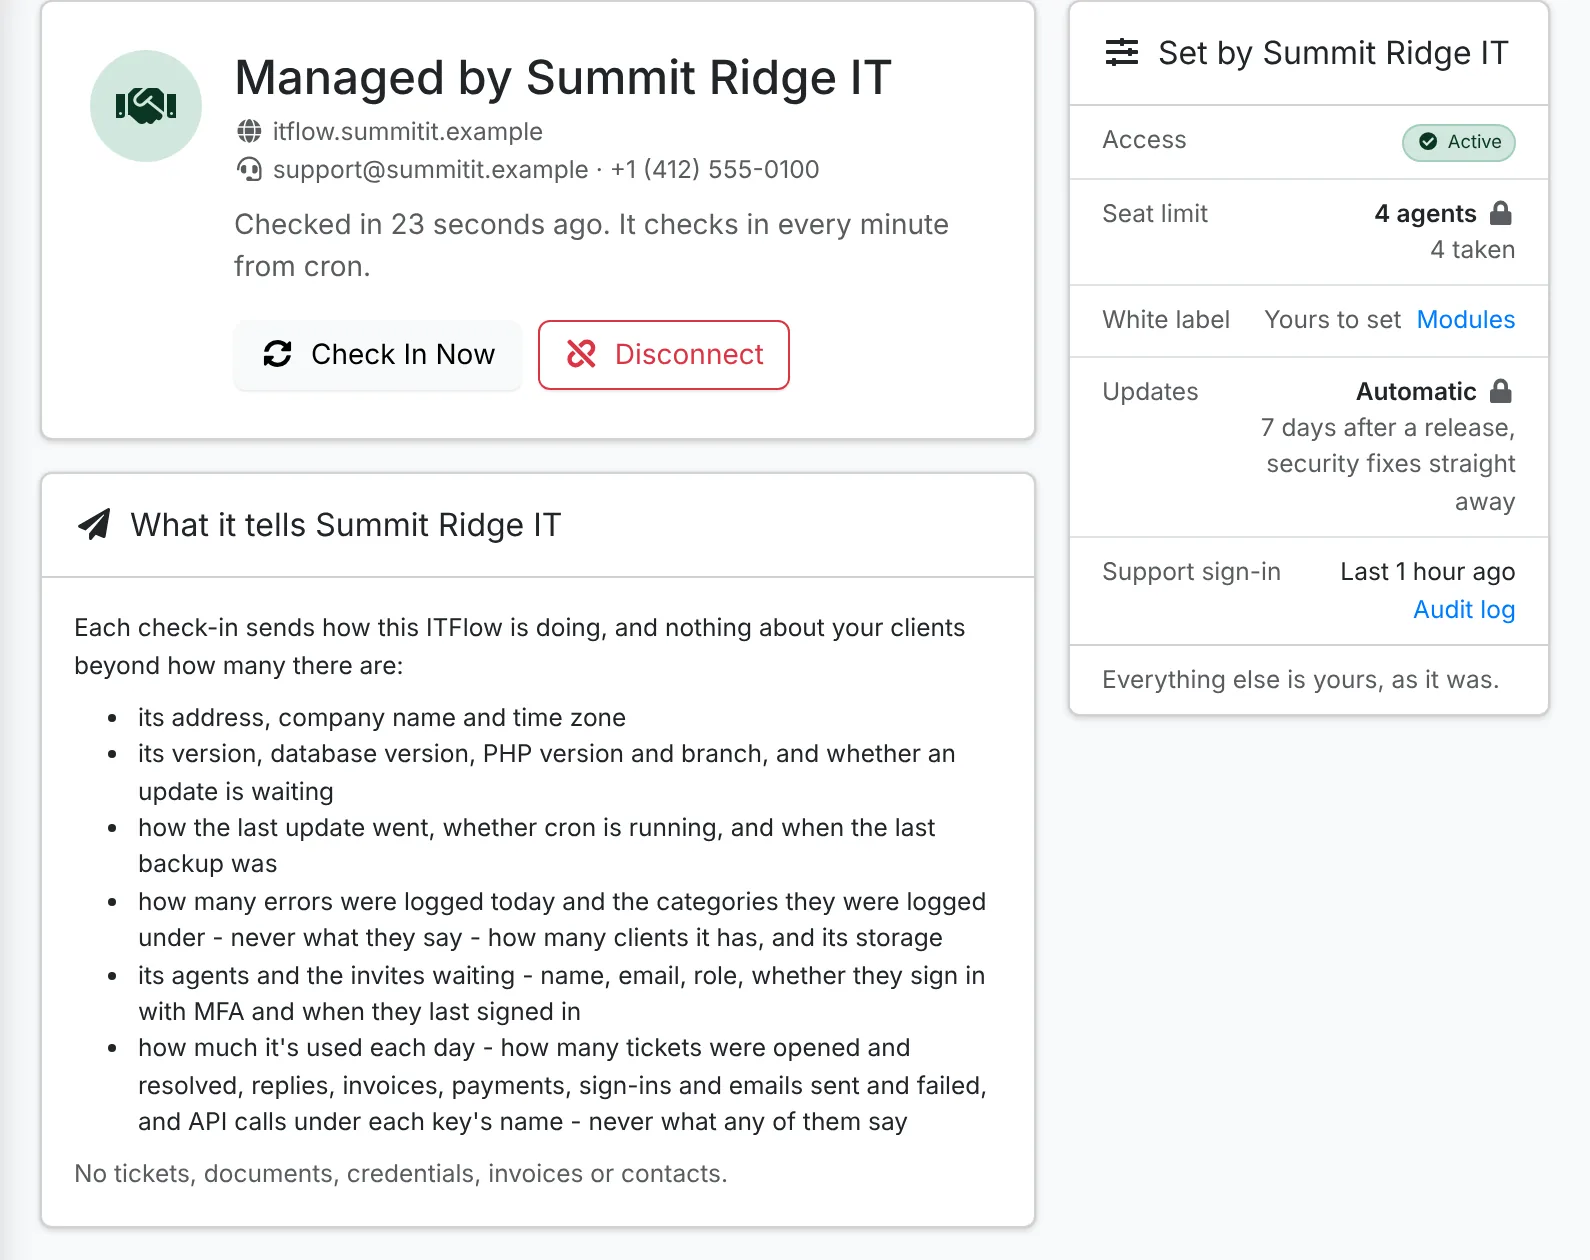 Managed by Summit Ridge IT
itflow.summitit.example
support@summitit.example · +1 (412) 555-0100
Checked in 23 seconds ago. It checks in every minute
from cron.
Check In Now
Disconnect
What it tells Summit Ridge IT
Each check-in sends how this ITFlow is doing, and nothing about your clients
beyond how many there are:
• its address, company name and time zone
• its version, database version, PHP version and branch, and whether an
update is waiting
• how the last update went, whether cron is running, and when the last
backup was
• how many errors were logged today and the categories they were logged
under - never what they say - how many clients it has, and its storage
• its agents and the invites waiting - name, email, role, whether they sign in
with MFA and when they last signed in
• how much it's used each day - how many tickets were opened and
resolved, replies, invoices, payments, sign-ins and emails sent and failed,
and API calls under each key's name - never what any of them say
No tickets, documents, credentials, invoices or contacts.
Set by Summit Ridge IT
Access Active
Seat limit 4 agents
4 taken
White label Yours to set Modules
Updates Automatic
7 days after a release,
security fixes straight
away
Support sign-in Last 1 hour ago
Audit log
Everything else is yours, as it was.